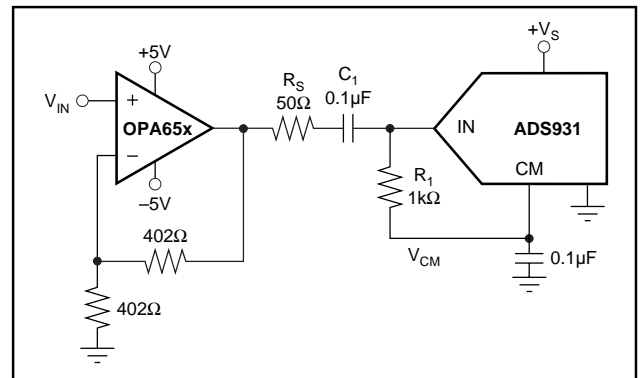 +V_S
+5V
R_S
50Ω
C_1
0.1µF
V_IN
+
OPA65x
–
–5V
IN
ADS931
CM
R_1
1kΩ
402Ω
V_CM
0.1µF
402Ω